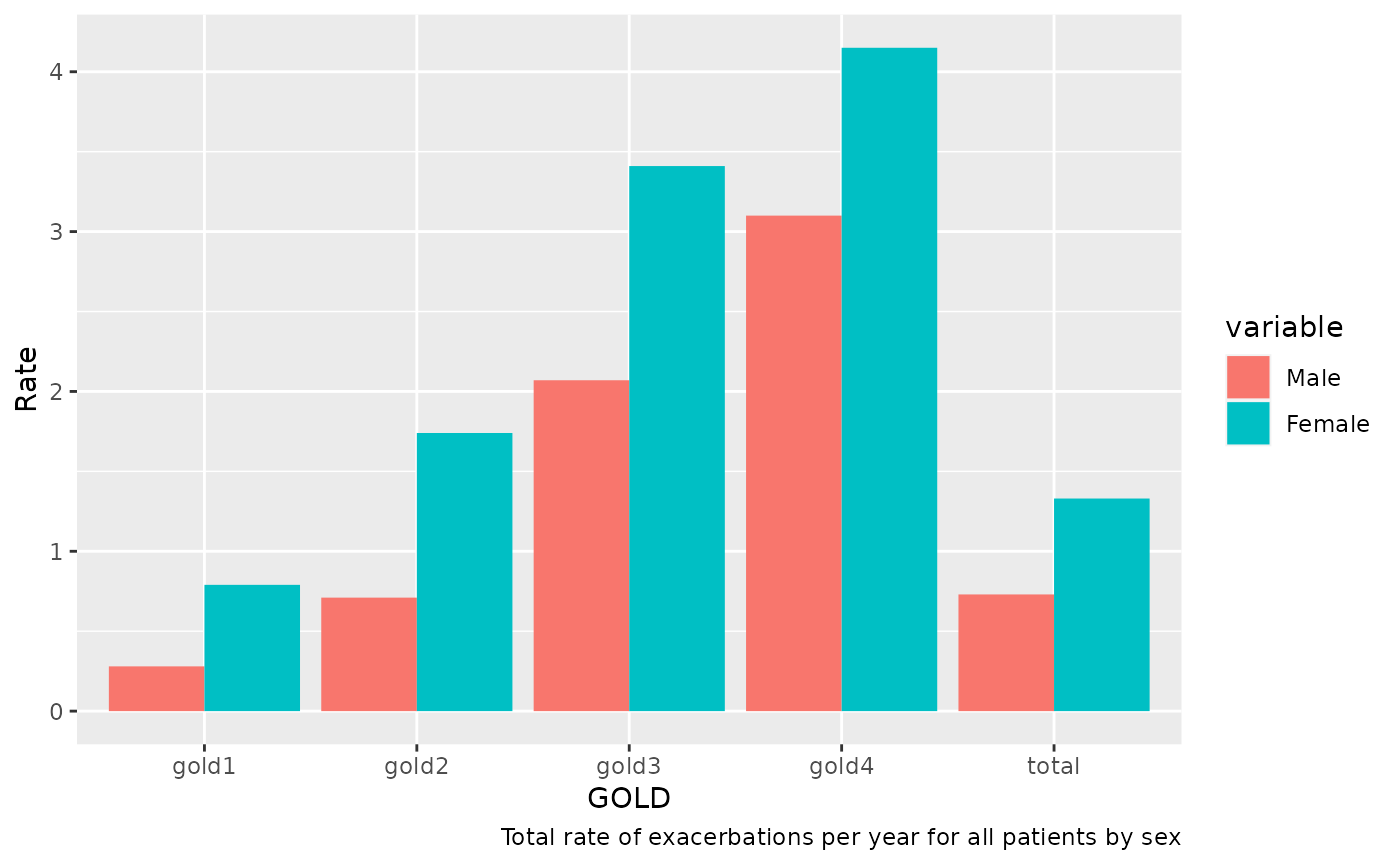 4
3
2
1
0
Rate
gold1 gold2 gold3 gold4 total
GOLD
Total rate of exacerbations per year for all patients by sex
variable
Male
Female